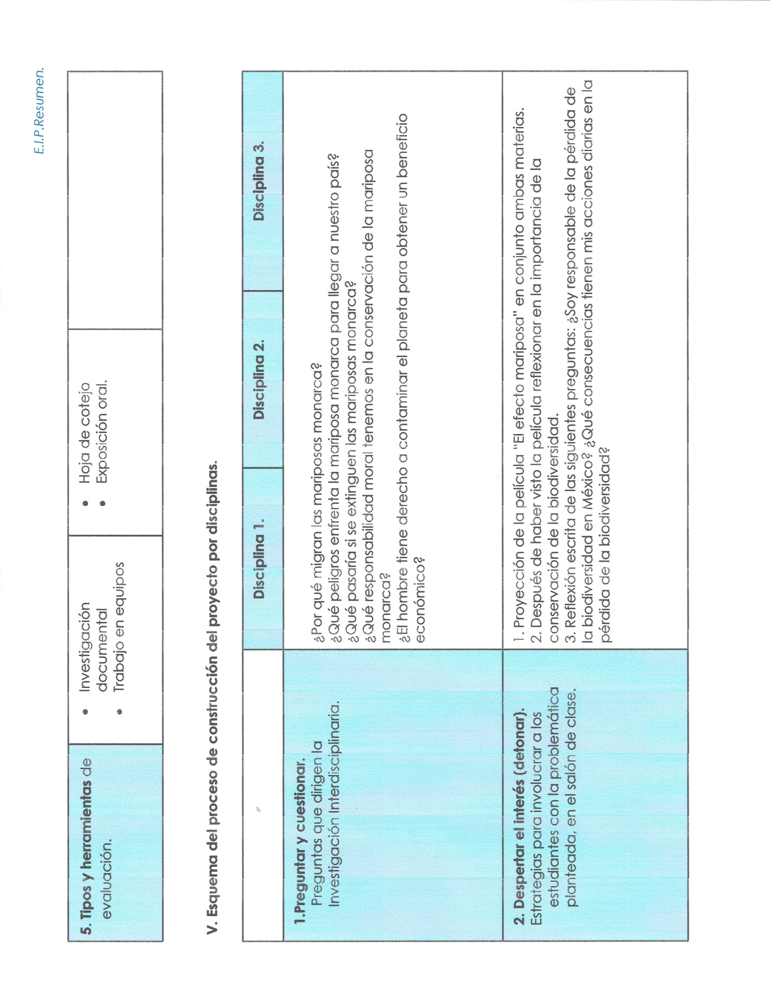 E.I.P.Resumen.
5. Tipos y herramientas de
evaluación.
• Investigación
documental
• Trabajo en equipos
• Hoja de cotejo
• Exposición oral.
V. Esquema del proceso de construcción del proyecto por disciplinas.
Disciplina 1.
Disciplina 2.
Disciplina 3.
1.Preguntar y cuestionar.
Preguntas que dirigen la
Investigación Interdisciplinaria.
¿Por qué migran las mariposas monarca?
¿Qué peligros enfrenta la mariposa monarca para llegar a nuestro país?
¿Qué pasaría si se extinguen las mariposas monarca?
¿Qué responsabilidad moral tenemos en la conservación de la mariposa
monarca?
¿El hombre tiene derecho a contaminar el planeta para obtener un beneficio
económico?
2. Despertar el interés (detonar).
Estrategias para involucrar a los
estudiantes con la problemática
planteada, en el salón de clase.
1. Proyección de la película "El efecto mariposa" en conjunto ambas materias.
2. Después de haber visto la película reflexionar en la importancia de la
conservación de la biodiversidad.
3. Reflexión escrita de las siguientes preguntas: ¿Soy responsable de la pérdida de
la biodiversidad en México? ¿Qué consecuencias tienen mis acciones diarias en la
pérdida de la biodiversidad?